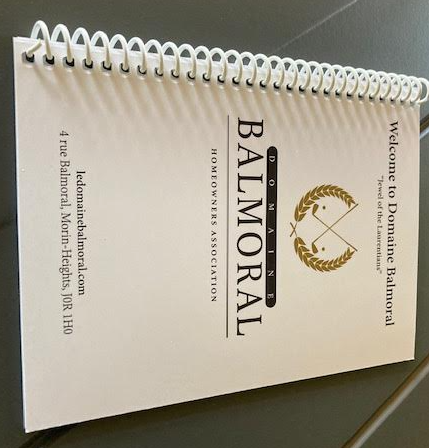 Welcome to Domaine Balmoral
"Jewel of the Laurentians"
DOMAINE
BALMORAL
HOMEOWNERS ASSOCIATION
ledomainebalmoral.com
4 rue Balmoral, Morin-Heights, J0R 1H0